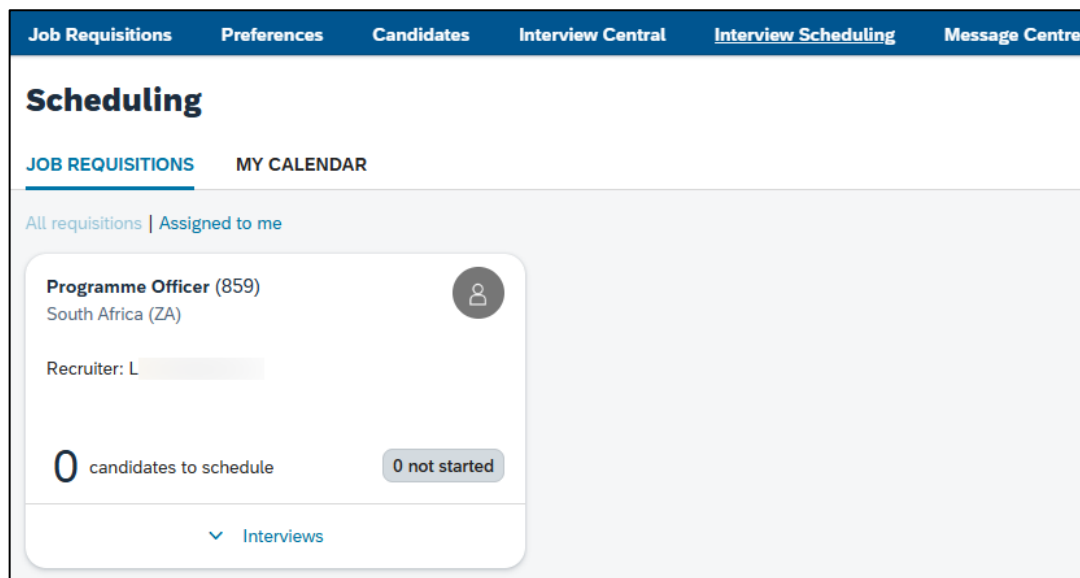 Job Requisitions Preferences Candidates Interview Central Interview Scheduling Message Centre
Scheduling
JOB REQUISITIONS MY CALENDAR
All requisitions | Assigned to me
Programme Officer (859)
South Africa (ZA)
Recruiter: L
0 candidates to schedule 0 not started
Interviews